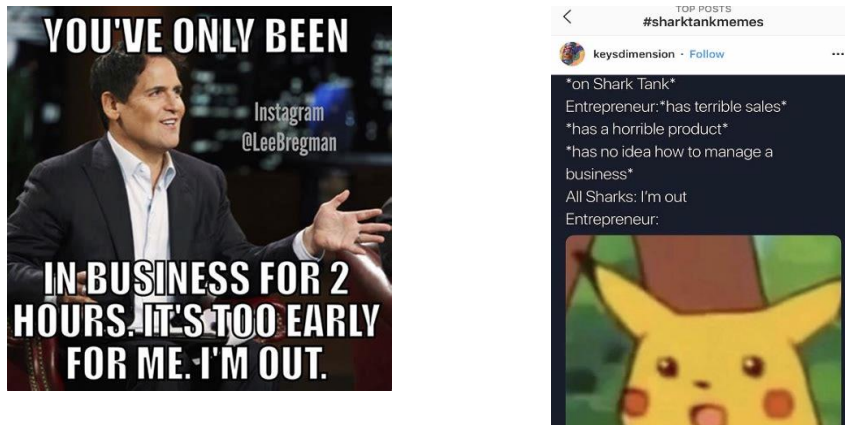 YOU'VE ONLY BEEN
Instagram
@LeeBregman
IN BUSINESS FOR 2
HOURS. IT'S TOO EARLY
FOR ME. I'M OUT.
TOP POSTS
#sharktankmemes
keysdimension · Follow
*on Shark Tank*
Entrepreneur:*has terrible sales*
*has a horrible product*
*has no idea how to manage a
business*
All Sharks: I'm out
Entrepreneur: